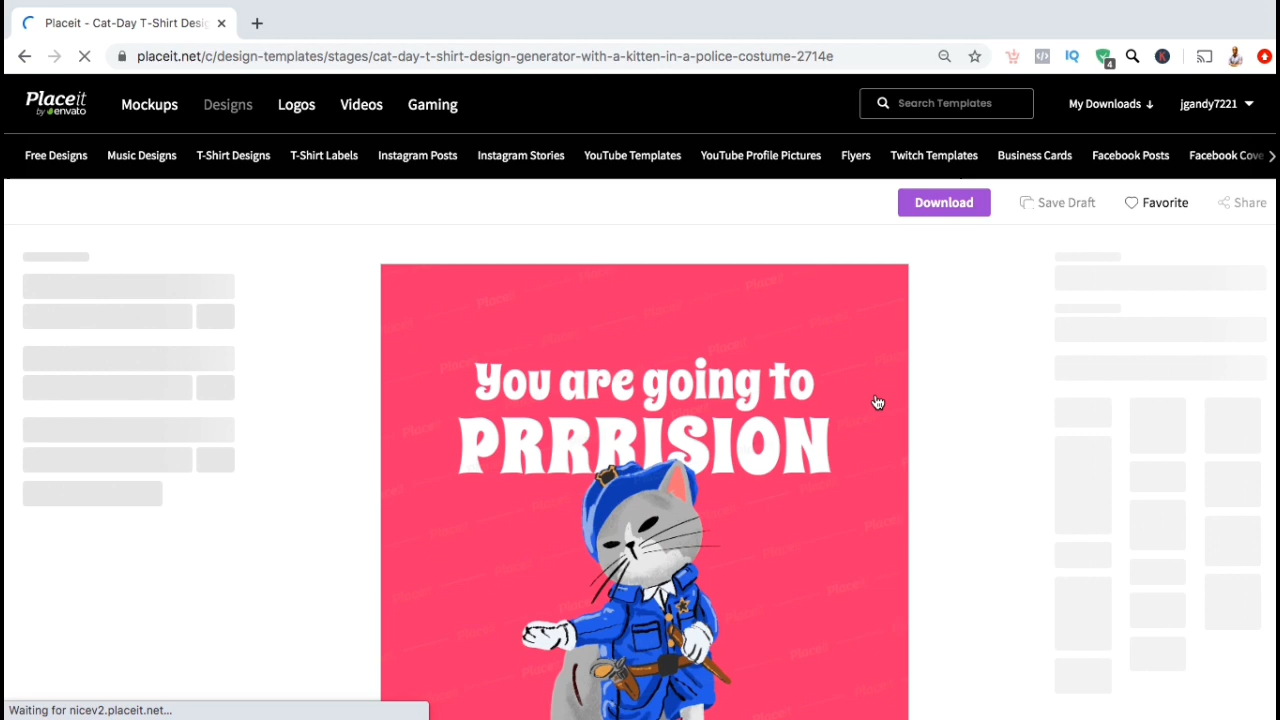 Placeit - Cat-Day T-Shirt Desig
placeit.net/c/design-templates/stages/cat-day-t-shirt-design-generator-with-a-kitten-in-a-police-costume-2714e
IQ
4
K
Placeit
by envato
Mockups
Designs
Logos
Videos
Gaming
Search Templates
My Downloads
jgandy7221
Free Designs
Music Designs
T-Shirt Designs
T-Shirt Labels
Instagram Posts
Instagram Stories
YouTube Templates
YouTube Profile Pictures
Flyers
Twitch Templates
Business Cards
Facebook Posts
Facebook Cove
Download
Save Draft
Favorite
Share
You are going to
PRRRISION
Waiting for nicev2.placeit.net...